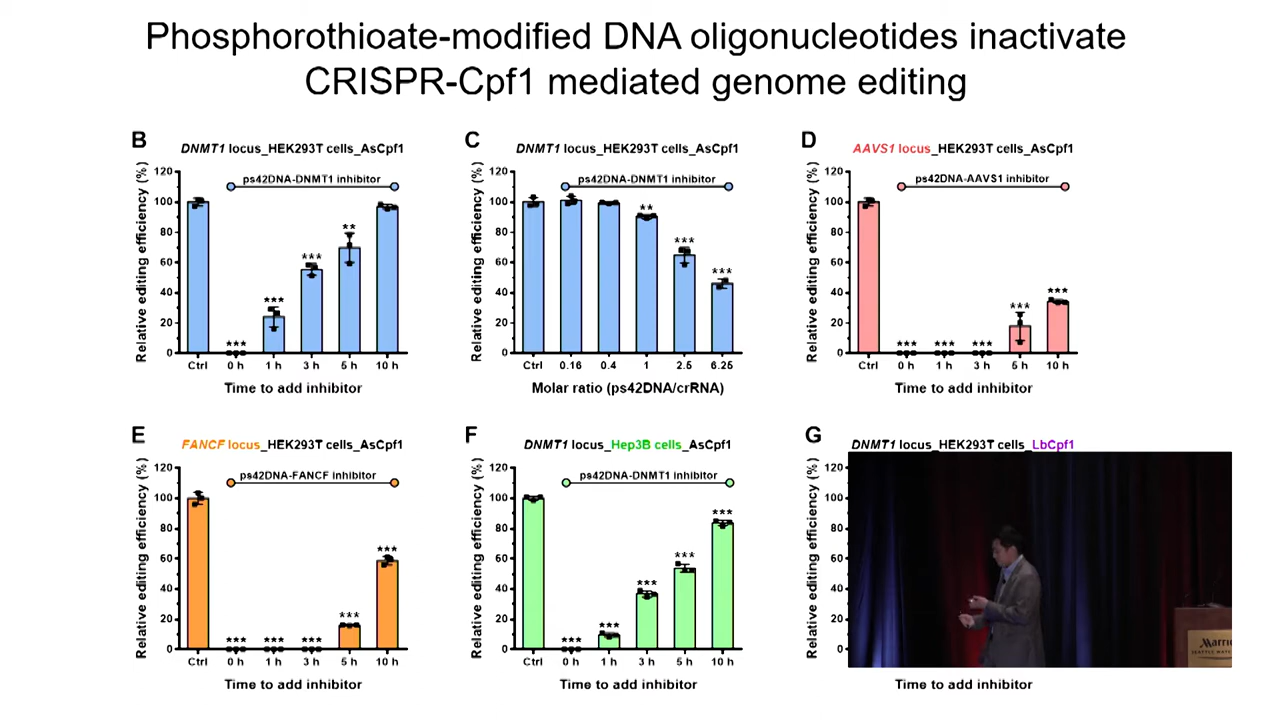 Phosphorothioate-modified DNA oligonucleotides inactivate
CRISPR-Cpf1 mediated genome editing
B
DNMT1 locus_HEK293T cells_AsCpf1
ps42DNA-DNMT1 inhibitor
Relative editing efficiency (%)
120
100
80
60
40
20
0
*** *** *** **
Ctrl 0 h 1 h 3 h 5 h 10 h
Time to add inhibitor
C
DNMT1 locus_HEK293T cells_AsCpf1
ps42DNA-DNMT1 inhibitor
Relative editing efficiency (%)
120
100
80
60
40
20
0
** *** ***
Ctrl 0.16 0.4 1 2.5 6.25
Molar ratio (ps42DNA/crRNA)
D
AAVS1 locus_HEK293T cells_AsCpf1
ps42DNA-AAVS1 inhibitor
Relative editing efficiency (%)
120
100
80
60
40
20
0
*** *** *** *** ***
Ctrl 0 h 1 h 3 h 5 h 10 h
Time to add inhibitor
E
FANCF locus_HEK293T cells_AsCpf1
ps42DNA-FANCF inhibitor
Relative editing efficiency (%)
120
100
80
60
40
20
0
*** *** *** *** ***
Ctrl 0 h 1 h 3 h 5 h 10 h
Time to add inhibitor
F
DNMT1 locus_Hep3B cells_AsCpf1
ps42DNA-DNMT1 inhibitor
Relative editing efficiency (%)
120
100
80
60
40
20
0
*** *** *** *** ***
Ctrl 0 h 1 h 3 h 5 h 10 h
Time to add inhibitor
G
DNMT1 locus_HEK293T cells_LbCpf1
Relative editing efficiency (%)
120
100
80
60
40
20
0
Time to add inhibitor
Marrio